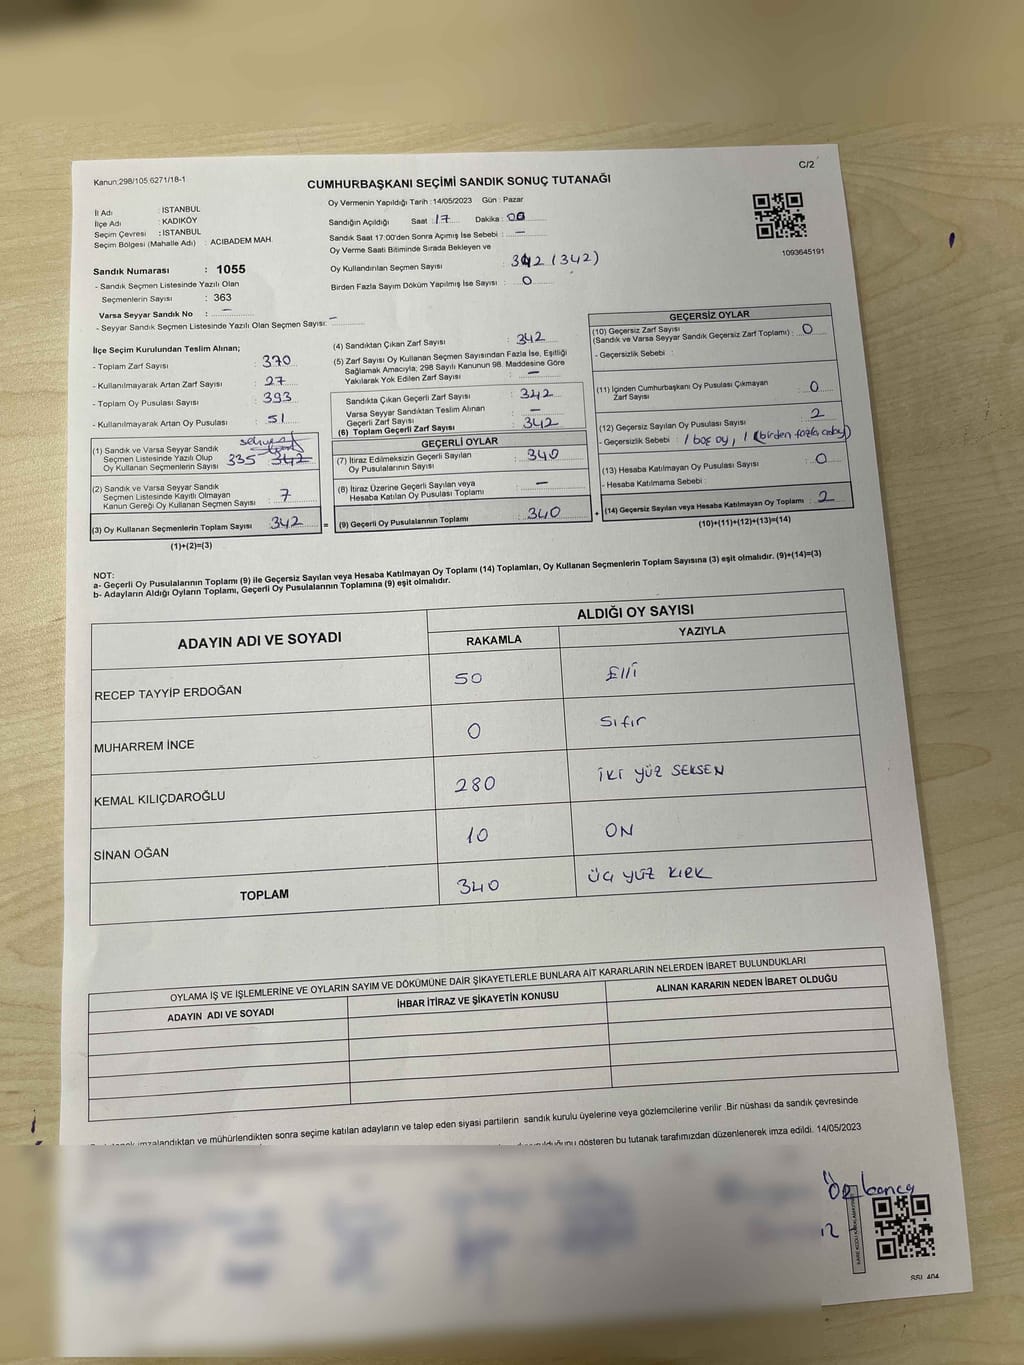 C/2
Kanun:298/105.6271/18-1
CUMHURBAŞKANI SEÇİMİ SANDIK SONUÇ TUTANAĞI
İl Adı : İSTANBUL
İlçe Adı : KADIKÖY
Seçim Çevresi : İSTANBUL
Seçim Bölgesi (Mahalle Adı) : ACIBADEM MAH.
Oy Vermenin Yapıldığı Tarih :14/05/2023 Gün : Pazar
Sandığın Açıldığı Saat :17 Dakika : 00
Sandık Saat 17:00'den Sonra Açılmış İse Sebebi : —
Oy Verme Saati Bitiminde Sırada Bekleyen ve
Oy Kullandırılan Seçmen Sayısı : 342 (342)
Birden Fazla Sayım Döküm Yapılmış İse Sayısı : 0
1093645191
Sandık Numarası : 1055
- Sandık Seçmen Listesinde Yazılı Olan
Seçmenlerin Sayısı : 363
Varsa Seyyar Sandık No : —
- Seyyar Sandık Seçmen Listesinde Yazılı Olan Seçmen Sayısı: —
İlçe Seçim Kurulundan Teslim Alınan;
- Toplam Zarf Sayısı : 370
- Kullanılmayarak Artan Zarf Sayısı : 27
- Toplam Oy Pusulası Sayısı : 393
- Kullanılmayarak Artan Oy Pusulası : 51
(1) Sandık ve Varsa Seyyar Sandık
Seçmen Listesinde Yazılı Olup
Oy Kullanan Seçmenlerin Sayısı 335 342
(2) Sandık ve Varsa Seyyar Sandık
Seçmen Listesinde Kayıtlı Olmayan
Kanun Gereği Oy Kullanan Seçmen Sayısı : 7
(3) Oy Kullanan Seçmenlerin Toplam Sayısı : 342
(1)+(2)=(3)
(4) Sandıktan Çıkan Zarf Sayısı : 342
(5) Zarf Sayısı Oy Kullanan Seçmen Sayısından Fazla İse, Eşitliği
Sağlamak Amacıyla; 298 Sayılı Kanunun 98. Maddesine Göre
Yakılarak Yok Edilen Zarf Sayısı : —
Sandıkta Çıkan Geçerli Zarf Sayısı : 342
Varsa Seyyar Sandıktan Teslim Alınan
Geçerli Zarf Sayısı : —
(6) Toplam Geçerli Zarf Sayısı : 342
GEÇERLİ OYLAR
(7) İtiraz Edilmeksizin Geçerli Sayılan
Oy Pusulalarının Sayısı : 340
(8) İtiraz Üzerine Geçerli Sayılan veya
Hesaba Katılan Oy Pusulası Toplamı : —
= (9) Geçerli Oy Pusulalarının Toplamı : 340
GEÇERSİZ OYLAR
(10) Geçersiz Zarf Sayısı
(Sandık ve Varsa Seyyar Sandık Geçersiz Zarf Toplamı) : 0
- Geçersizlik Sebebi :
(11) İçinden Cumhurbaşkanı Oy Pusulası Çıkmayan
Zarf Sayısı : 0
(12) Geçersiz Sayılan Oy Pusulası Sayısı : 2
- Geçersizlik Sebebi : 1 boş oy, 1 (birden fazla aday)
(13) Hesaba Katılmayan Oy Pusulası Sayısı : 0
- Hesaba Katılmama Sebebi :
+ (14) Geçersiz Sayılan veya Hesaba Katılmayan Oy Toplamı : 2
(10)+(11)+(12)+(13)=(14)
NOT:
a- Geçerli Oy Pusulalarının Toplamı (9) ile Geçersiz Sayılan veya Hesaba Katılmayan Oy Toplamı (14) Toplamları, Oy Kullanan Seçmenlerin Toplam Sayısına (3) eşit olmalıdır. (9)+(14)=(3)
b- Adayların Aldığı Oyların Toplamı, Geçerli Oy Pusulalarının Toplamına (9) eşit olmalıdır.
ADAYIN ADI VE SOYADI
ALDIĞI OY SAYISI
RAKAMLA YAZIYLA
RECEP TAYYİP ERDOĞAN 50 Elli
MUHARREM İNCE 0 Sıfır
KEMAL KILIÇDAROĞLU 280 İKİ YÜZ SEKSEN
SİNAN OĞAN 10 ON
TOPLAM 340 ÜÇ YÜZ KIRK
OYLAMA İŞ VE İŞLEMLERİNE VE OYLARIN SAYIM VE DÖKÜMÜNE DAİR ŞİKAYETLERLE BUNLARA AİT KARARLARIN NELERDEN İBARET BULUNDUKLARI
ADAYIN ADI VE SOYADI İHBAR İTİRAZ VE ŞİKAYETİN KONUSU ALINAN KARARIN NEDEN İBARET OLDUĞU
imzalandıktan ve mühürlendikten sonra seçime katılan adayların ve talep eden siyasi partilerin sandık kurulu üyelerine veya gözlemcilerine verilir .Bir nüshası da sandık çevresinde
gösteren bu tutanak tarafımızdan düzenlenerek imza edildi. 14/05/2023